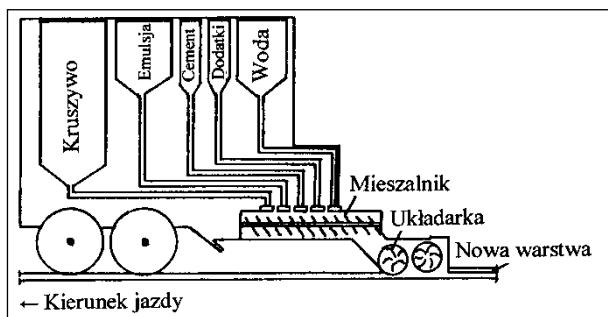 Kruszywo
Emulsja
Cement
Dodatki
Woda
Mieszalnik
Układarka
Nowa warstwa
← Kierunek jazdy